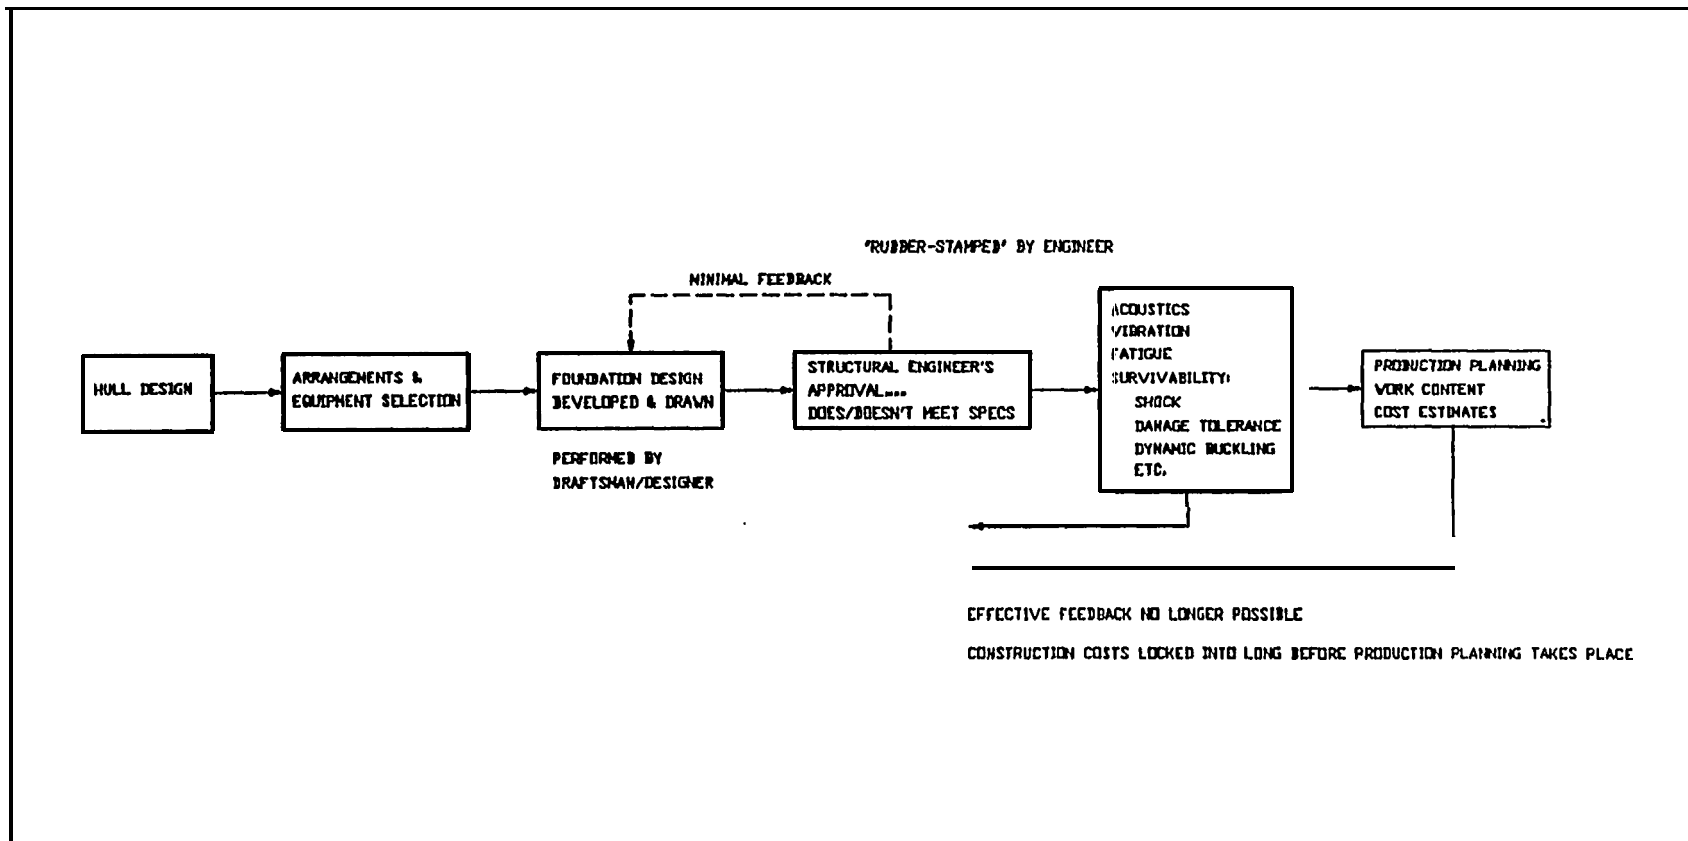 'RUBBER-STAMPED' BY ENGINEER
MINIMAL FEEDBACK
HULL DESIGN
ARRANGEMENTS &
EQUIPMENT SELECTION
FOUNDATION DESIGN
DEVELOPED & DRAWN
PERFORMED BY
DRAFTSMAN/DESIGNER
STRUCTURAL ENGINEER'S
APPROVAL....
DOES/DOESN'T MEET SPECS
ACOUSTICS
VIBRATION
FATIGUE
SURVIVABILITY:
SHOCK
DAMAGE TOLERANCE
DYNAMIC BUCKLING
ETC.
PRODUCTION PLANNING
WORK CONTENT
COST ESTIMATES
EFFECTIVE FEEDBACK NO LONGER POSSIBLE
CONSTRUCTION COSTS LOCKED INTO LONG BEFORE PRODUCTION PLANNING TAKES PLACE